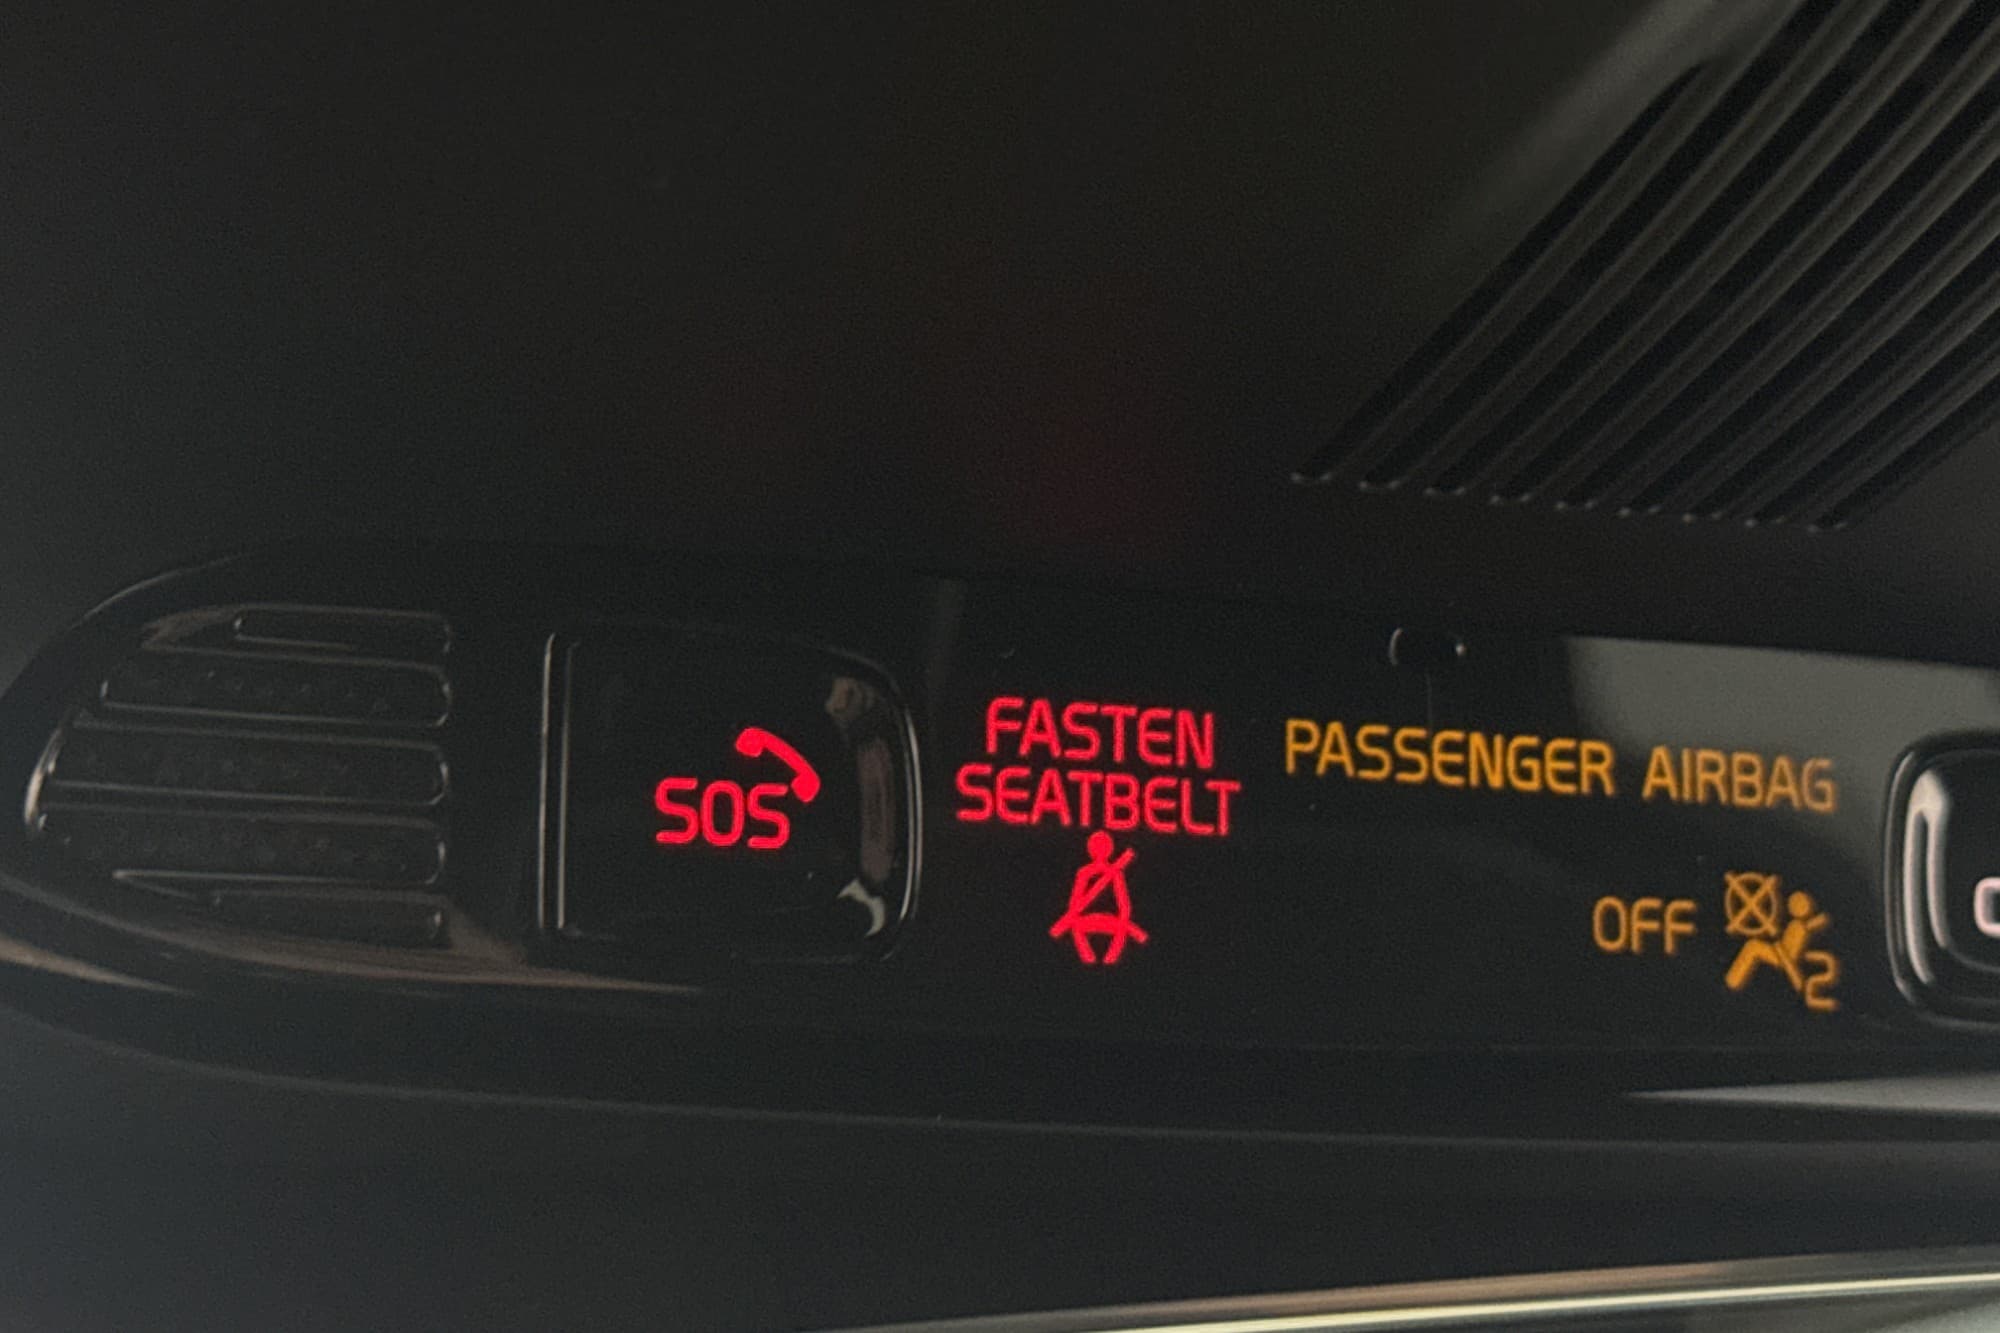 SOS
FASTEN
SEATBELT
PASSENGER AIRBAG
OFF
2